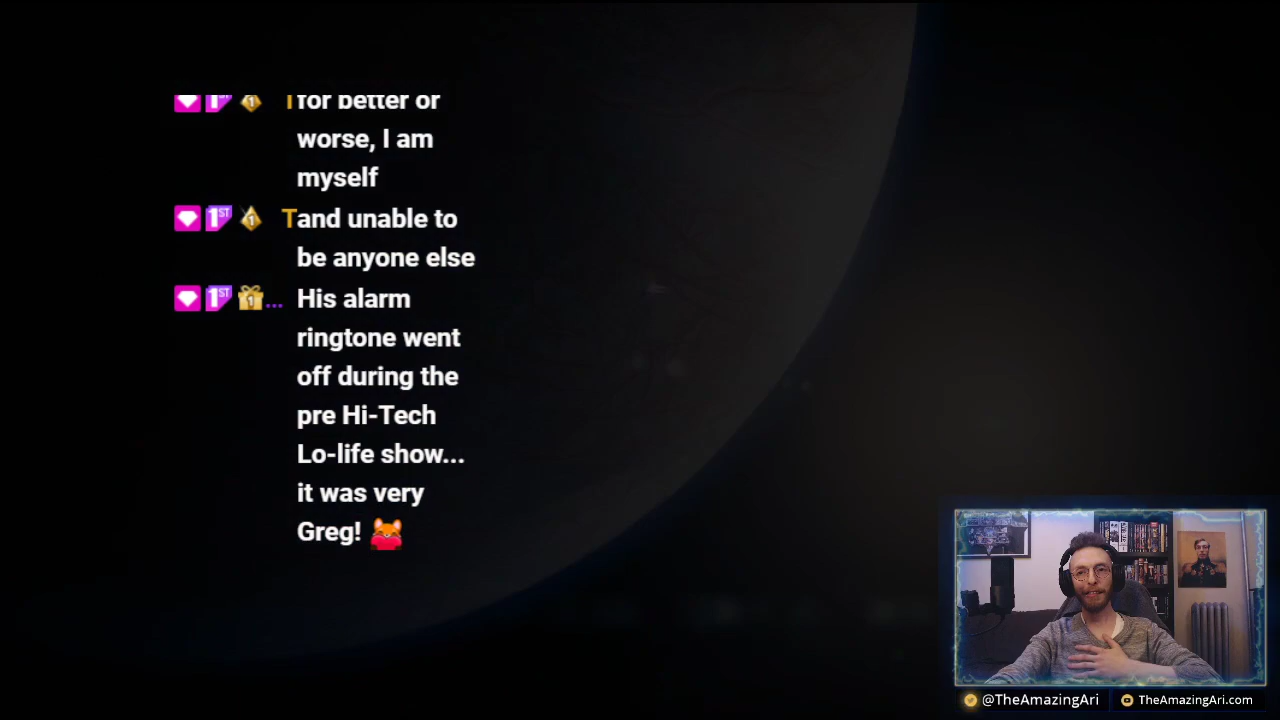 Tfor better or
worse, I am
myself
Tand unable to
be anyone else
... His alarm
ringtone went
off during the
pre Hi-Tech
Lo-life show...
it was very
Greg!
@TheAmazingAri
TheAmazingAri.com